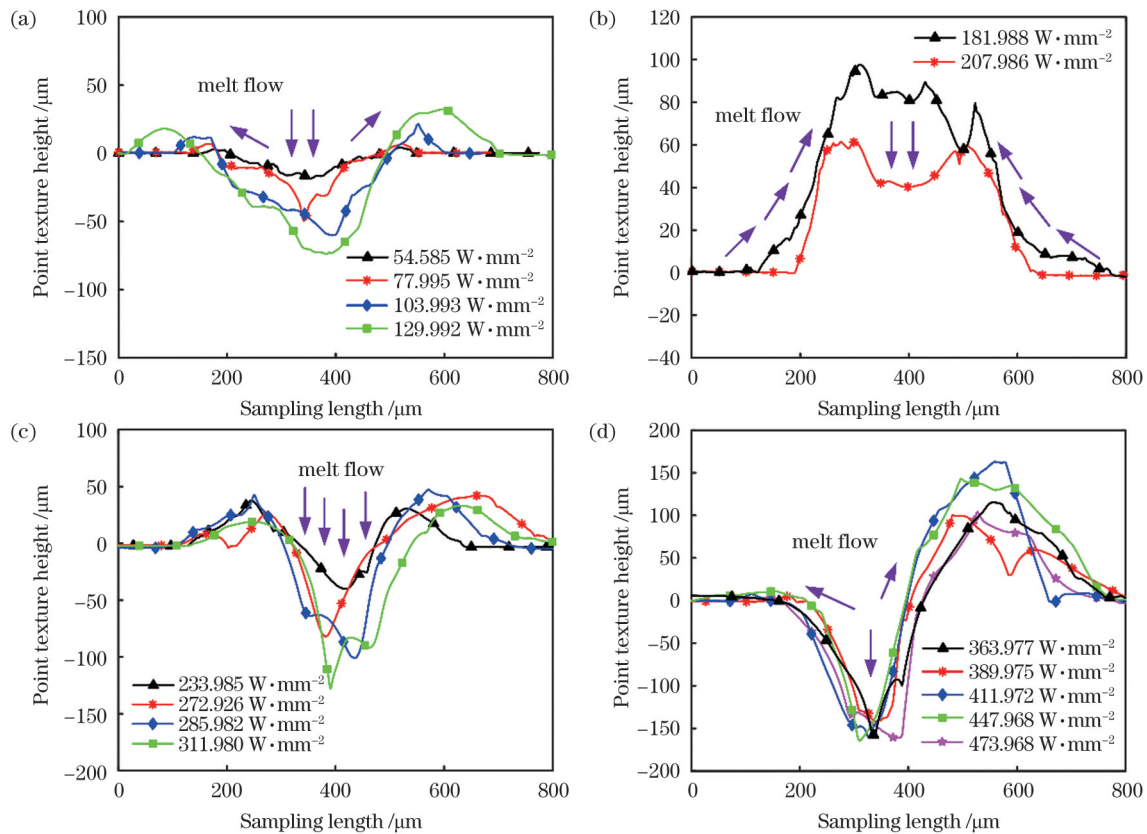 (a)
100
50
0
−50
−100
−150
Point texture height /μm
melt flow
54.585 W·mm⁻²
77.995 W·mm⁻²
103.993 W·mm⁻²
129.992 W·mm⁻²
0 200 400 600 800
Sampling length /μm
(b)
120
100
80
60
40
20
0
−20
−40
Point texture height /μm
181.988 W·mm⁻²
207.986 W·mm⁻²
melt flow
0 200 400 600 800
Sampling length /μm
(c)
100
50
0
−50
−100
−150
−200
Point texture height /μm
melt flow
233.985 W·mm⁻²
272.926 W·mm⁻²
285.982 W·mm⁻²
311.980 W·mm⁻²
0 200 400 600 800
Sampling length /μm
(d)
200
150
100
50
0
−50
−100
−150
−200
Point texture height /μm
melt flow
363.977 W·mm⁻²
389.975 W·mm⁻²
411.972 W·mm⁻²
447.968 W·mm⁻²
473.968 W·mm⁻²
0 200 400 600 800
Sampling length /μm